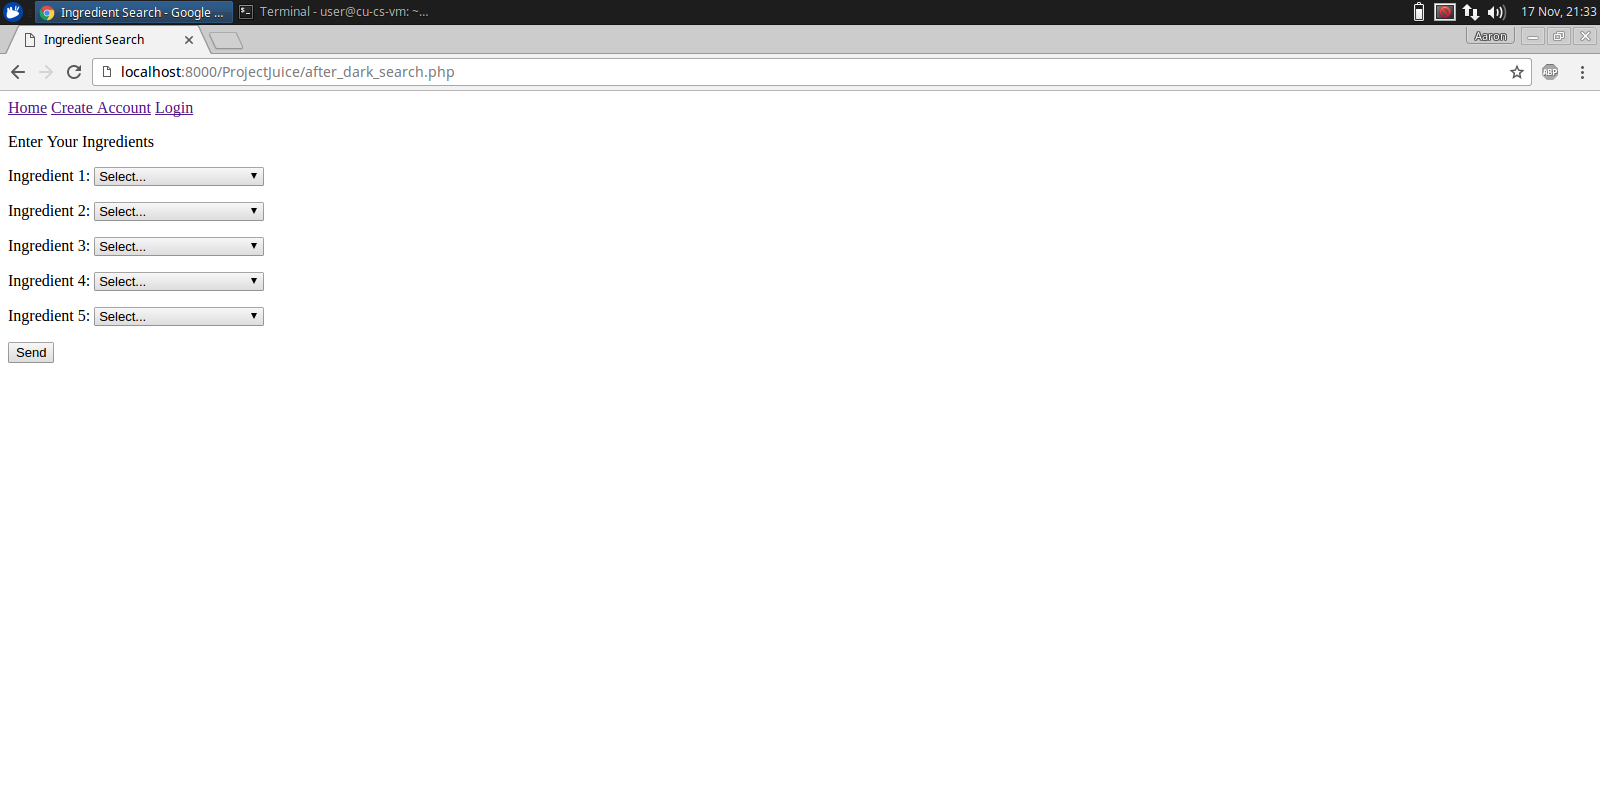 Ingredient Search - Google ...
Terminal - user@cu-cs-vm: ~...
17 Nov, 21:33
Ingredient Search
Aaron
localhost:8000/ProjectJuice/after_dark_search.php
ABP
Home Create Account Login
Enter Your Ingredients
Ingredient 1: Select...
Ingredient 2: Select...
Ingredient 3: Select...
Ingredient 4: Select...
Ingredient 5: Select...
Send